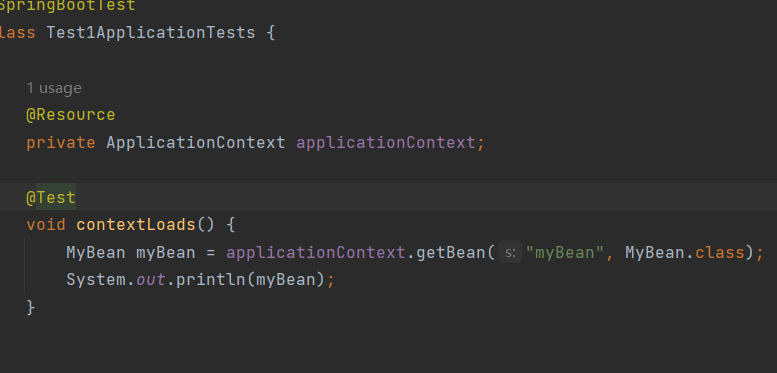 SpringBootTest
lass Test1ApplicationTests {
1 usage
@Resource
private ApplicationContext applicationContext;
@Test
void contextLoads() {
MyBean myBean = applicationContext.getBean( s: "myBean", MyBean.class);
System.out.println(myBean);
}